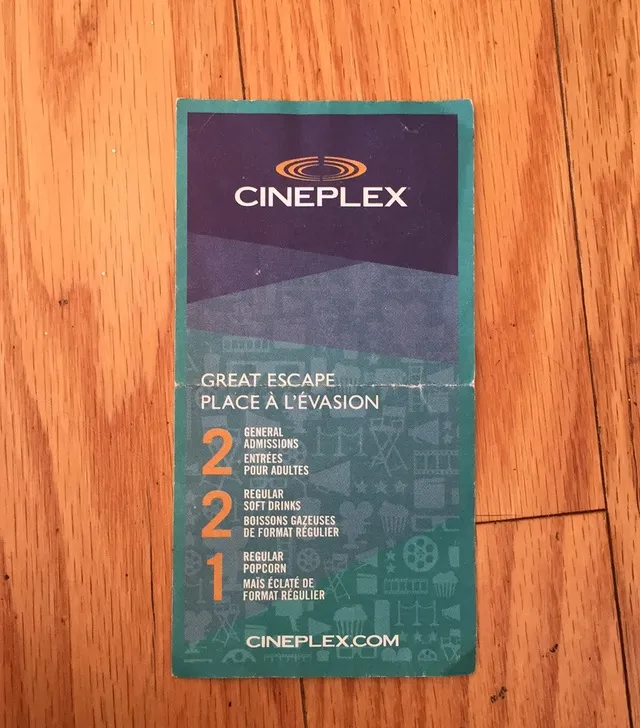 CINEPLEX
GREAT ESCAPE
PLACE À L'ÉVASION
2
GENERAL
ADMISSIONS
ENTRÉES
POUR ADULTES
2
REGULAR
SOFT DRINKS
BOISSONS GAZEUSES
DE FORMAT RÉGULIER
1
REGULAR
POPCORN
MAÏS ÉCLATÉ DE
FORMAT RÉGULIER
CINEPLEX.COM